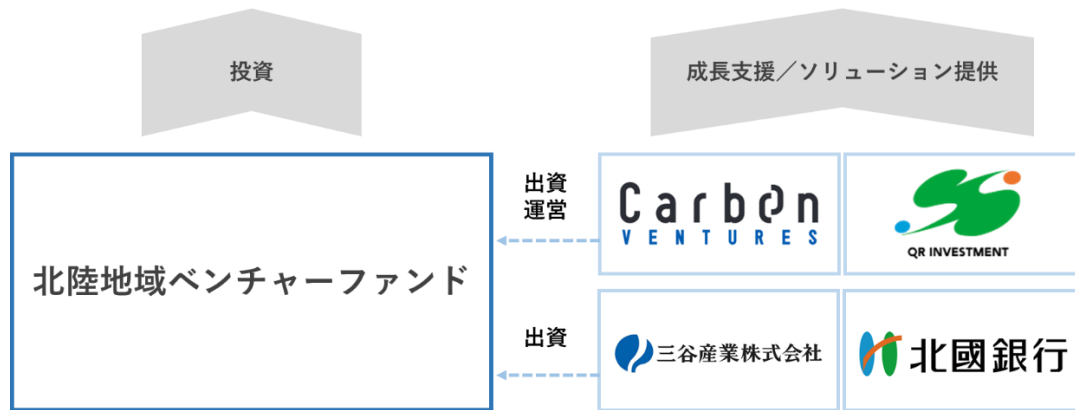 投資
成長支援／ソリューション提供
北陸地域ベンチャーファンド
出資
運営
Carbon
VENTURES
QR INVESTMENT
出資
三谷産業株式会社
北國銀行